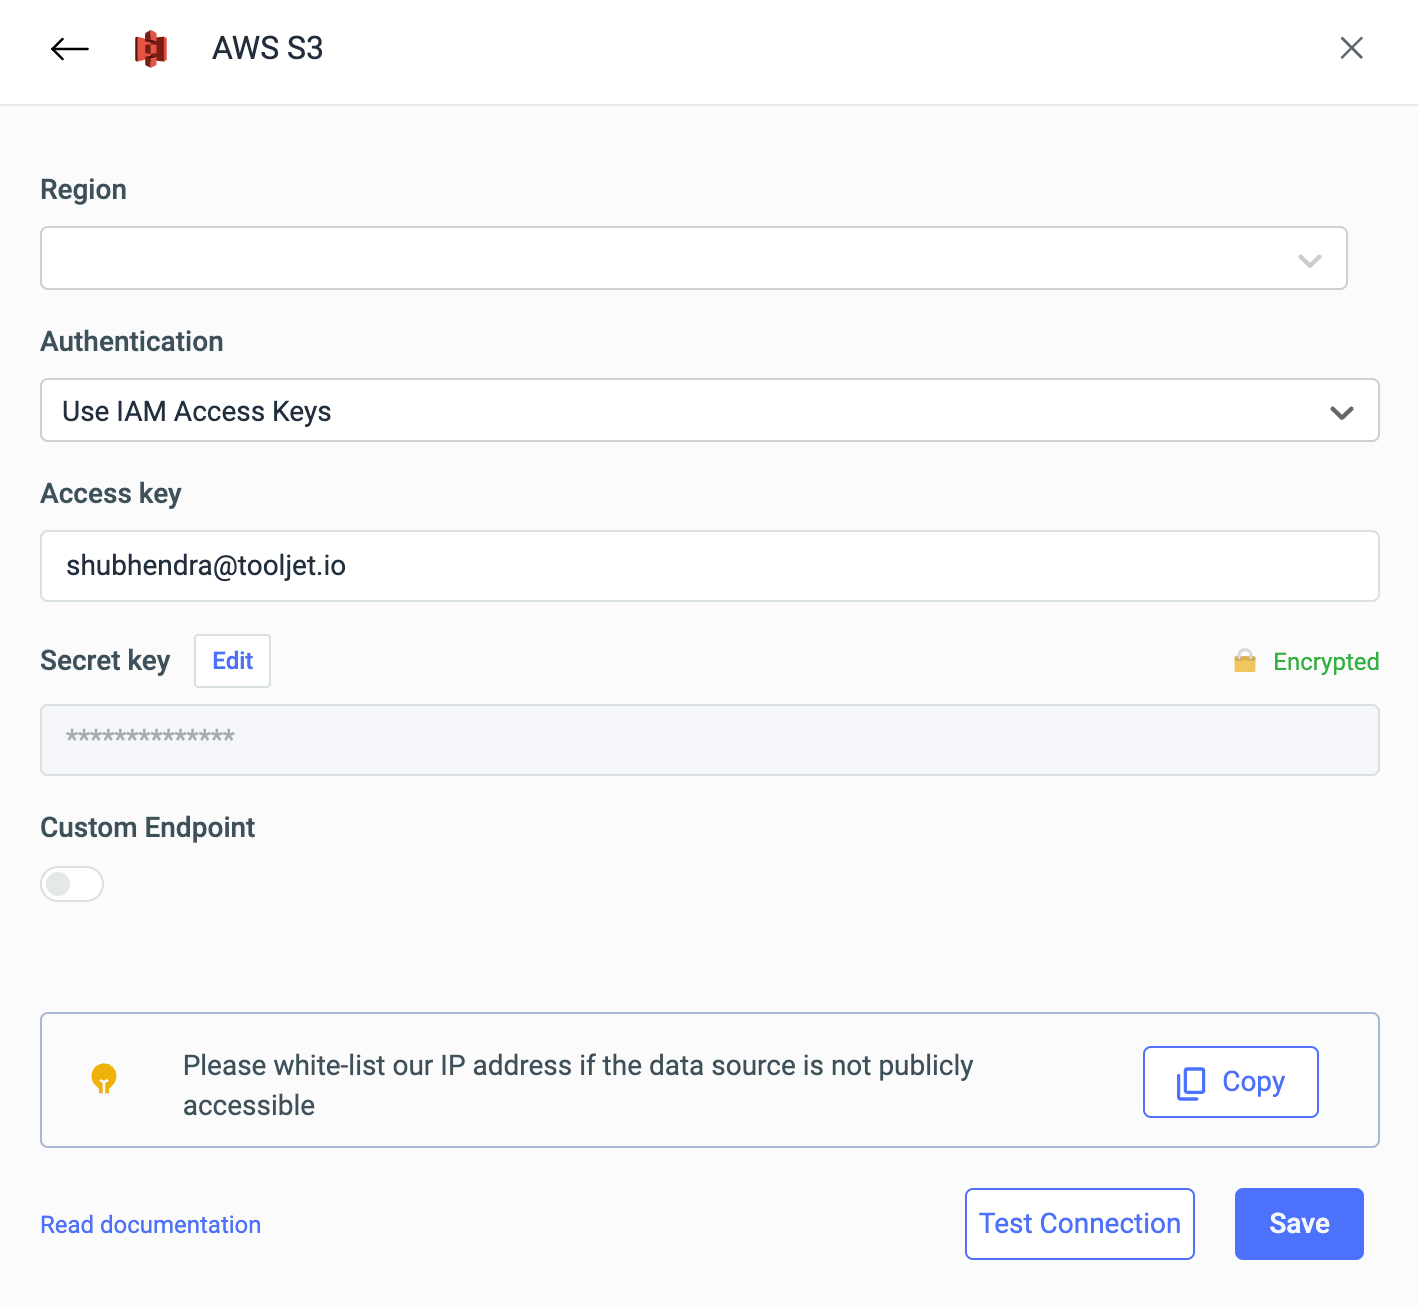 AWS S3
Region
Authentication
Use IAM Access Keys
Access key
shubhendra@tooljet.io
Secret key
Edit
Encrypted
**************
Custom Endpoint
Please white-list our IP address if the data source is not publicly
accessible
Copy
Read documentation
Test Connection
Save